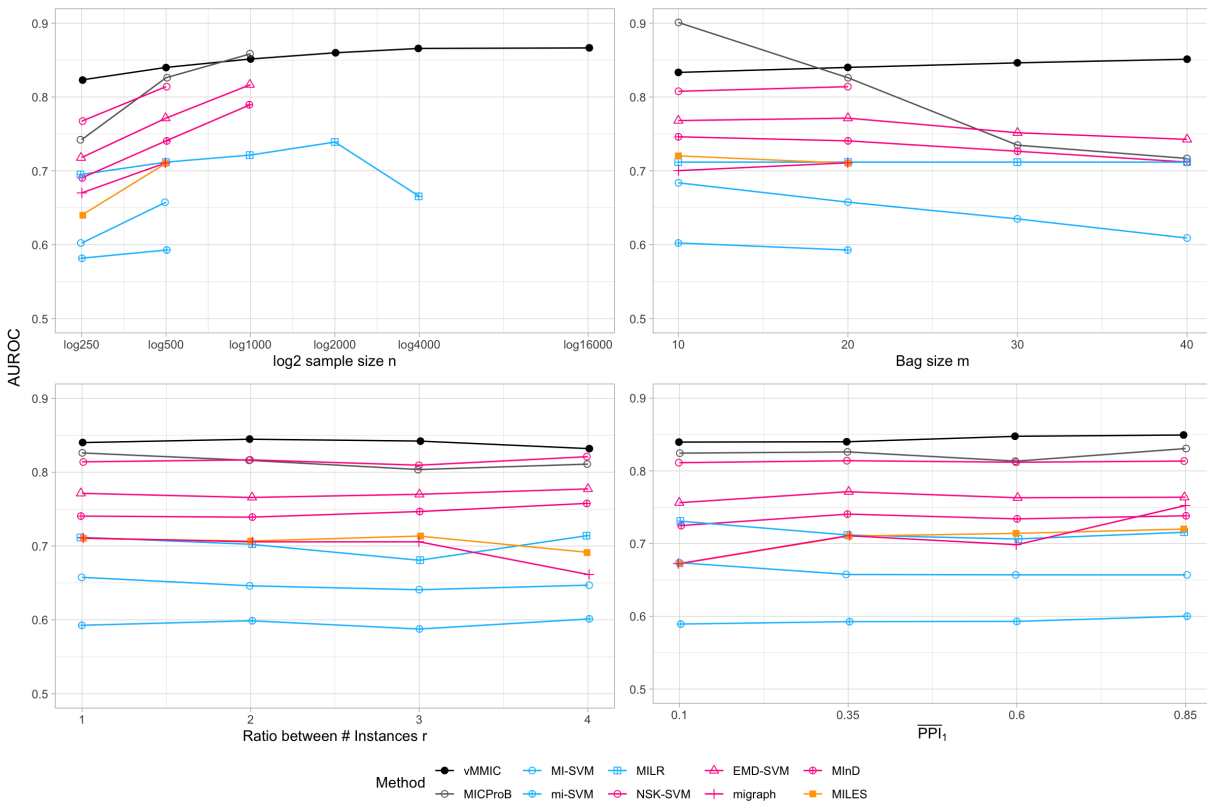 AUROC
0.9
0.8
0.7
0.6
0.5
log250 log500 log1000 log2000 log4000 log16000
log2 sample size n
0.9
0.8
0.7
0.6
0.5
10 20 30 40
Bag size m
0.9
0.8
0.7
0.6
0.5
1 2 3 4
Ratio between # Instances r
0.9
0.8
0.7
0.6
0.5
0.1 0.35 0.6 0.85
P̅P̅I̅₁
Method
vMMIC MI-SVM MILR EMD-SVM MInD
MICProB mi-SVM NSK-SVM migraph MILES